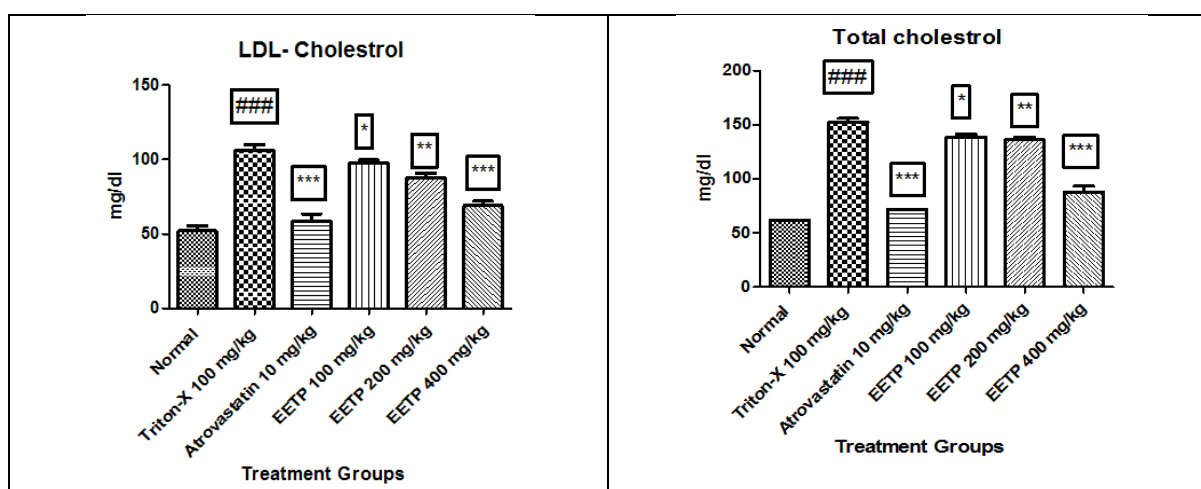 LDL- Cholestrol
150
100
50
0
mg/dl
###
***
*
**
***
Normal
Triton-X 100 mg/kg
Atrovastatin 10 mg/kg
EETP 100 mg/kg
EETP 200 mg/kg
EETP 400 mg/kg
Treatment Groups
Total cholestrol
200
150
100
50
0
mg/dl
###
***
*
**
***
Normal
Triton-X 100 mg/kg
Atrovastatin 10 mg/kg
EETP 100 mg/kg
EETP 200 mg/kg
EETP 400 mg/kg
Treatment Groups